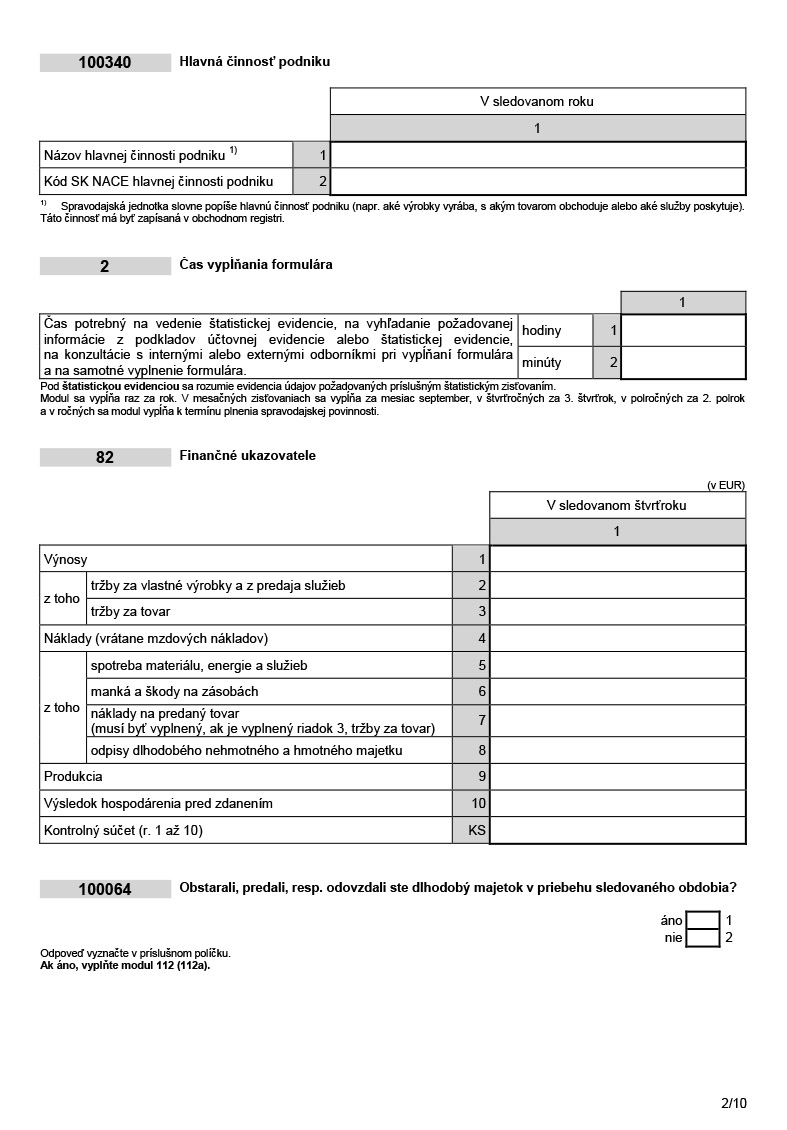 100340 Hlavná činnosť podniku
V sledovanom roku
1
Názov hlavnej činnosti podniku 1) 1
Kód SK NACE hlavnej činnosti podniku 2
1) Spravodajská jednotka slovne popíše hlavnú činnosť podniku (napr. aké výrobky vyrába, s akým tovarom obchoduje alebo aké služby poskytuje).
Táto činnosť má byť zapísaná v obchodnom registri.
2 Čas vypĺňania formulára
1
Čas potrebný na vedenie štatistickej evidencie, na vyhľadanie požadovanej
informácie z podkladov účtovnej evidencie alebo štatistickej evidencie,
na konzultácie s internými alebo externými odborníkmi pri vypĺňaní formulára
a na samotné vyplnenie formulára.
hodiny 1
minúty 2
Pod štatistickou evidenciou sa rozumie evidencia údajov požadovaných príslušným štatistickým zisťovaním.
Modul sa vypĺňa raz za rok. V mesačných zisťovaniach sa vypĺňa za mesiac september, v štvrťročných za 3. štvrťrok, v polročných za 2. polrok
a v ročných sa modul vypĺňa k termínu plnenia spravodajskej povinnosti.
82 Finančné ukazovatele
(v EUR)
V sledovanom štvrťroku
1
Výnosy 1
z toho
tržby za vlastné výrobky a z predaja služieb 2
tržby za tovar 3
Náklady (vrátane mzdových nákladov) 4
z toho
spotreba materiálu, energie a služieb 5
manká a škody na zásobách 6
náklady na predaný tovar
(musí byť vyplnený, ak je vyplnený riadok 3, tržby za tovar) 7
odpisy dlhodobého nehmotného a hmotného majetku 8
Produkcia 9
Výsledok hospodárenia pred zdanením 10
Kontrolný súčet (r. 1 až 10) KS
100064 Obstarali, predali, resp. odovzdali ste dlhodobý majetok v priebehu sledovaného obdobia?
áno 1
nie 2
Odpoveď vyznačte v príslušnom políčku.
Ak áno, vyplňte modul 112 (112a).
2/10